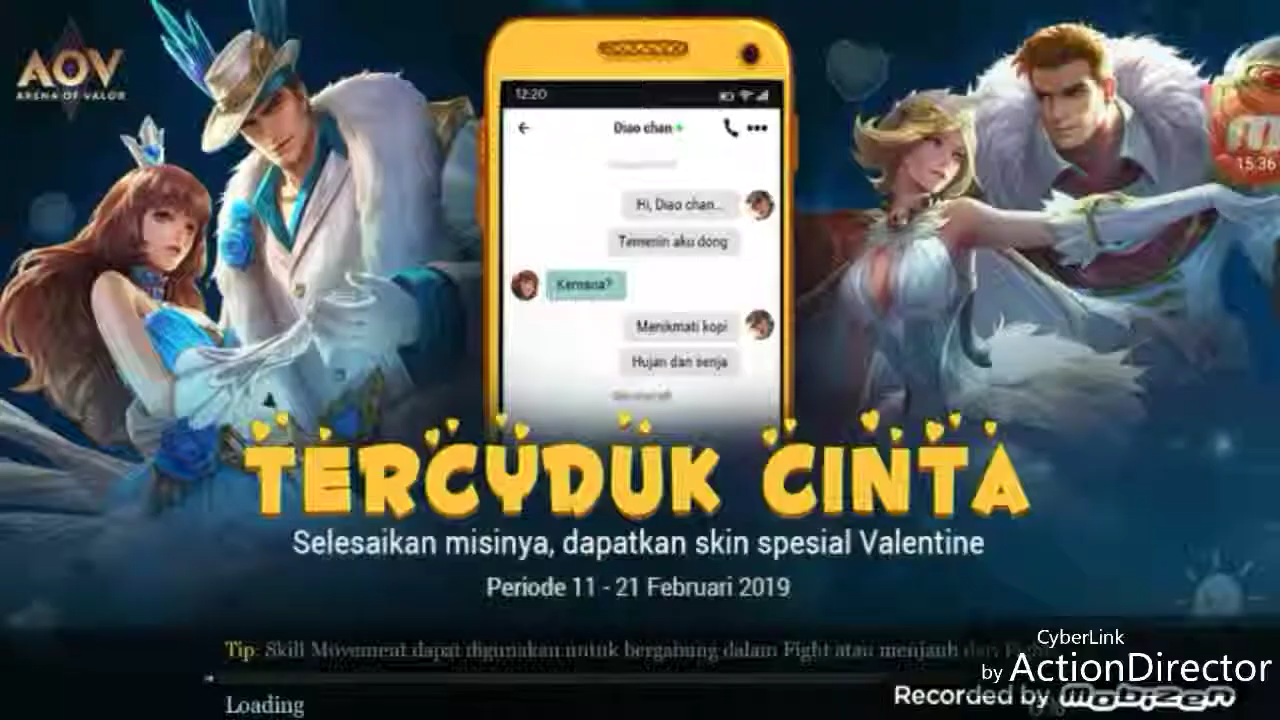 AOV
ARENA OF VALOR
12:20
Diao chan
Hi, Diao chan...
Temenin aku dong
Kemana?
Menikmati kopi
Hujan dan senja
15:36
TERCYDUK CINTA
Selesaikan misinya, dapatkan skin spesial Valentine
Periode 11 - 21 Februari 2019
Tip: Skill Movement dapat digunakan untuk bergabung dalam Fight atau menjauh dari Fight
Loading
CyberLink
by ActionDirector
Recorded by Mobizen